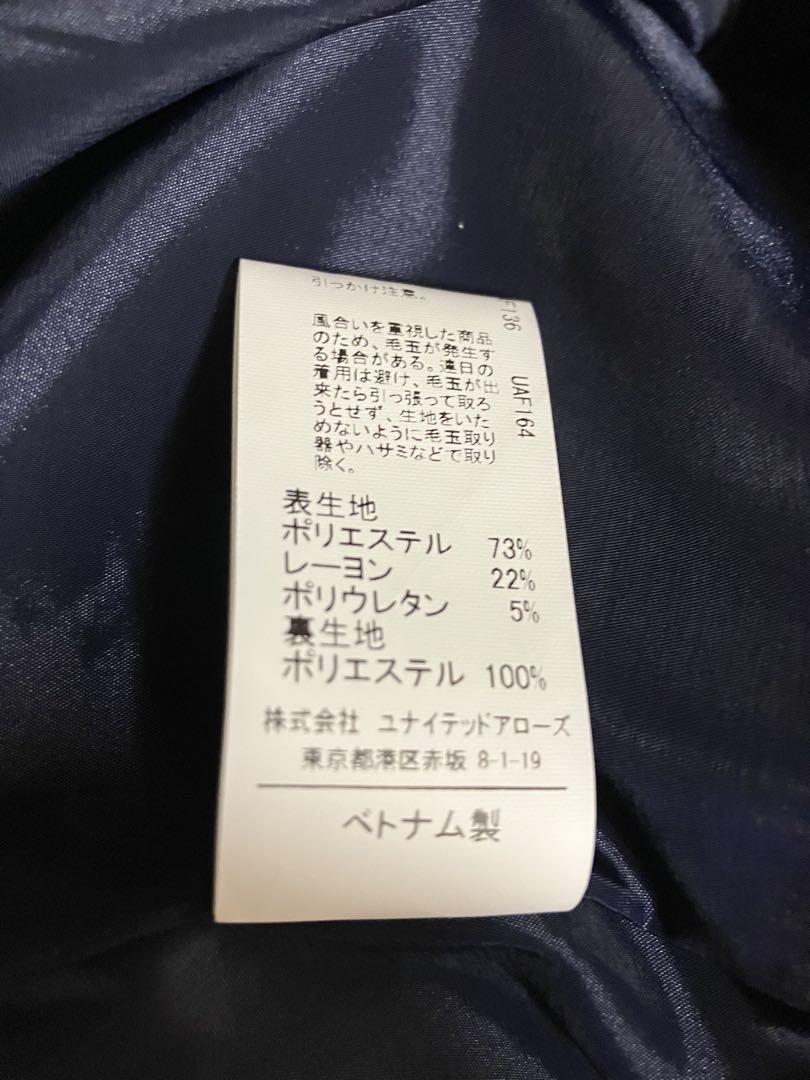 引っかけ注意。
風合いを重視した商品
のため、毛玉が発生す
る場合がある。連日の
着用は避け、毛玉が出
来たら引っ張って取ろ
うとせず、生地をいた
めないように毛玉取り
器やハサミなどで取り
除く。
F136
UAF164
表生地
ポリエステル 73%
レーヨン 22%
ポリウレタン 5%
裏生地
ポリエステル 100%
株式会社 ユナイテッドアローズ
東京都港区赤坂 8-1-19
ベトナム製